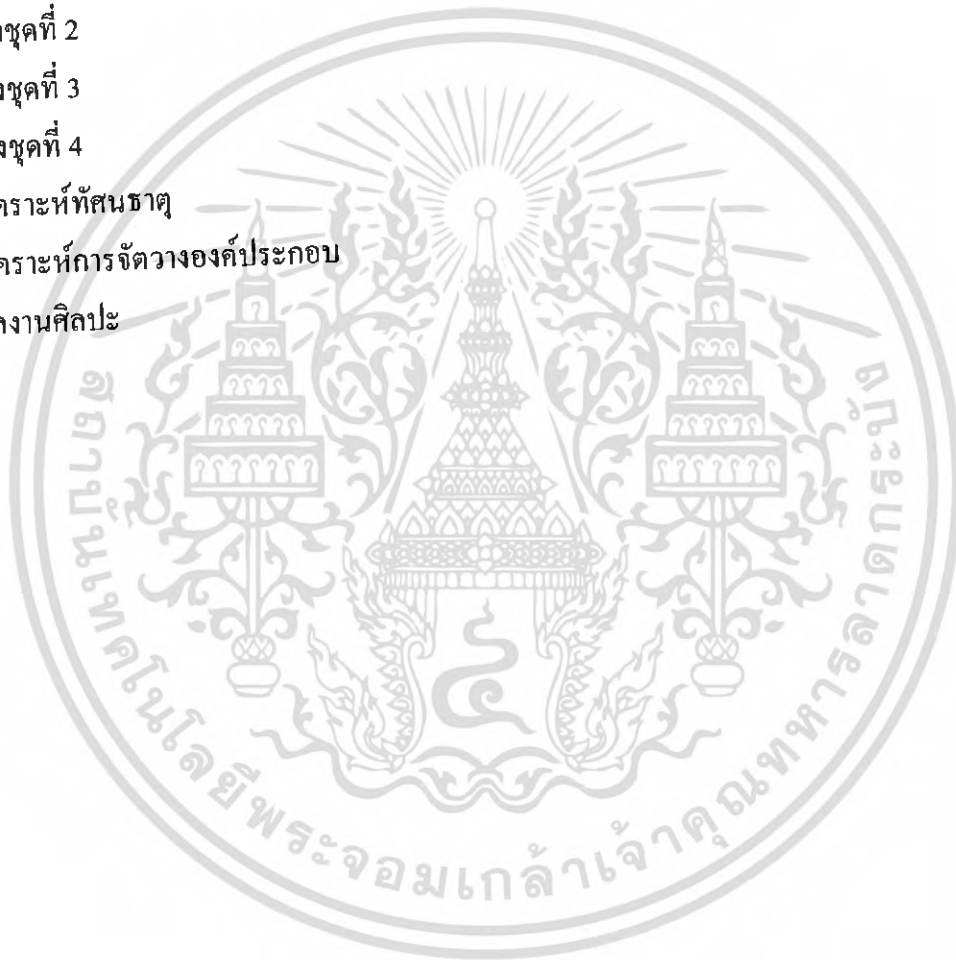 ชุดที่ 2
ชุดที่ 3
ชุดที่ 4
คราะห์ทัศนธาตุ
คราะห์การจัดวางองค์ประกอบ
งานศิลปะ
สถาบันเทคโนโลยีพระจอมเกล้าเจ้าคุณทหารลาดกระบัง
๔